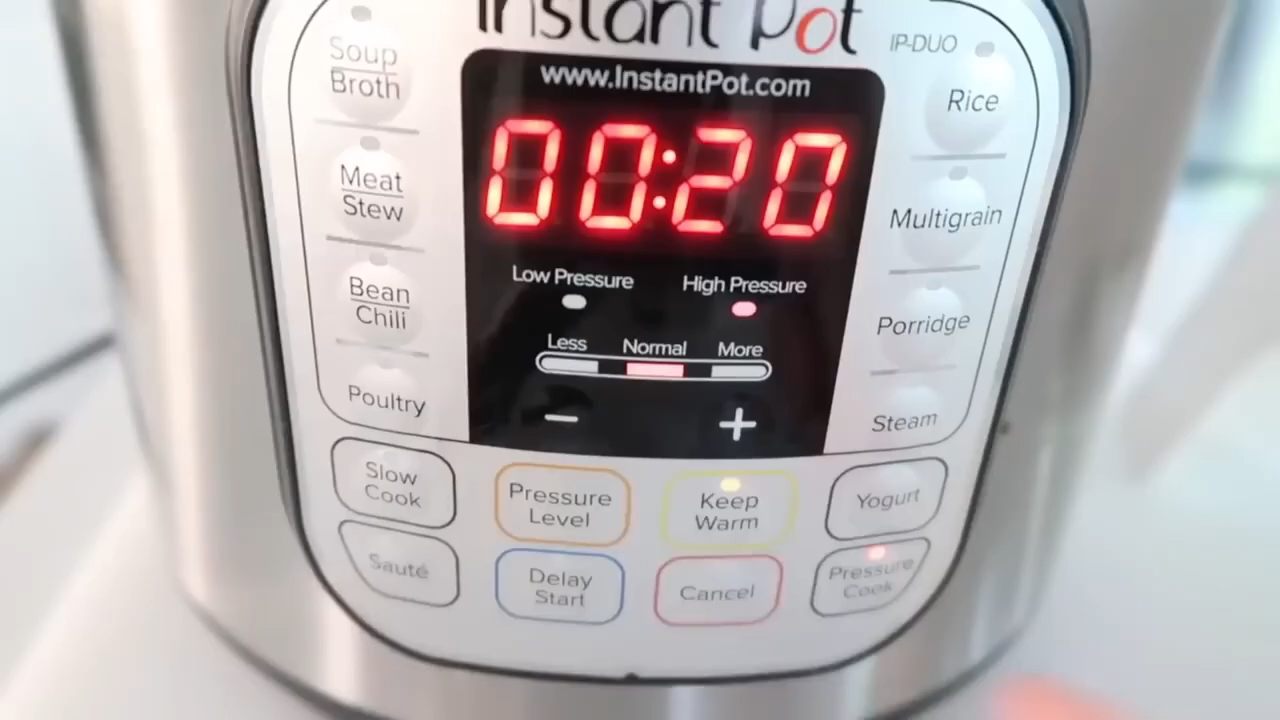 Instant Pot
IP-DUO
www.InstantPot.com
00:20
Low Pressure
High Pressure
Less
Normal
More
−
+
Soup
Broth
Meat
Stew
Bean
Chili
Poultry
Rice
Multigrain
Porridge
Steam
Slow
Cook
Pressure
Level
Keep
Warm
Yogurt
Sauté
Delay
Start
Cancel
Pressure
Cook